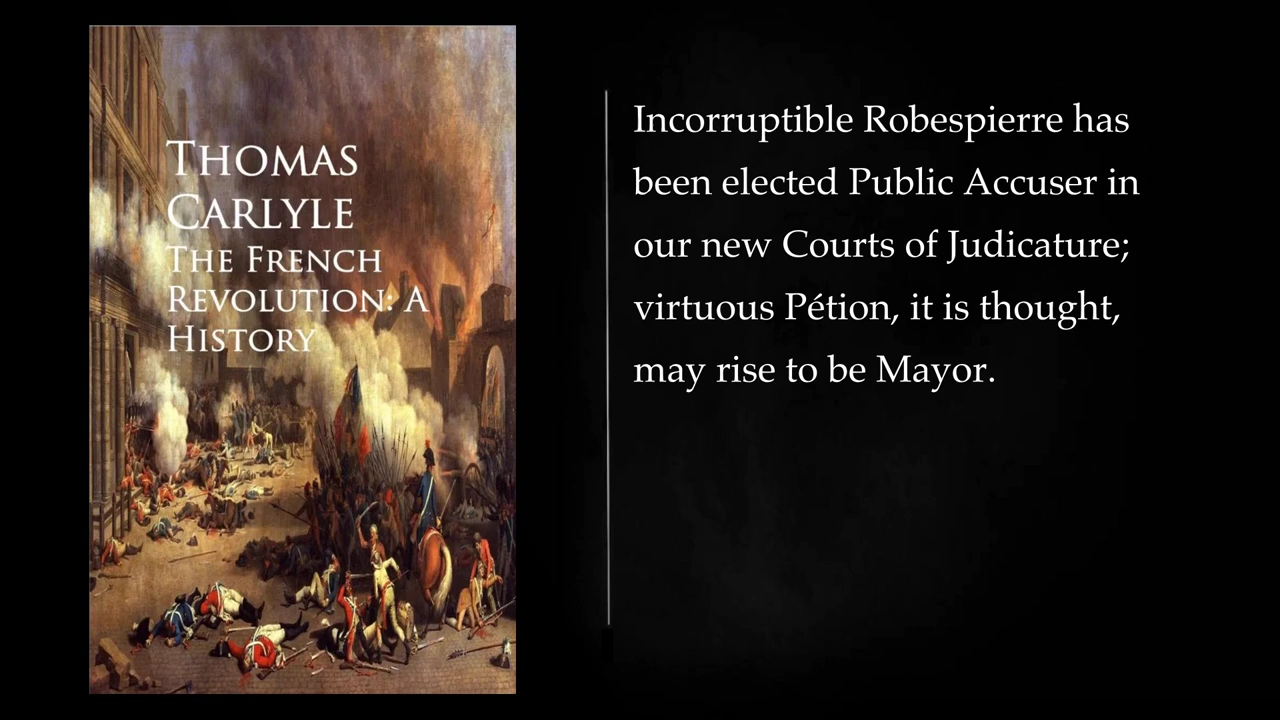 THOMAS
CARLYLE
THE FRENCH
REVOLUTION: A
HISTORY
Incorruptible Robespierre has
been elected Public Accuser in
our new Courts of Judicature;
virtuous Pétion, it is thought,
may rise to be Mayor.